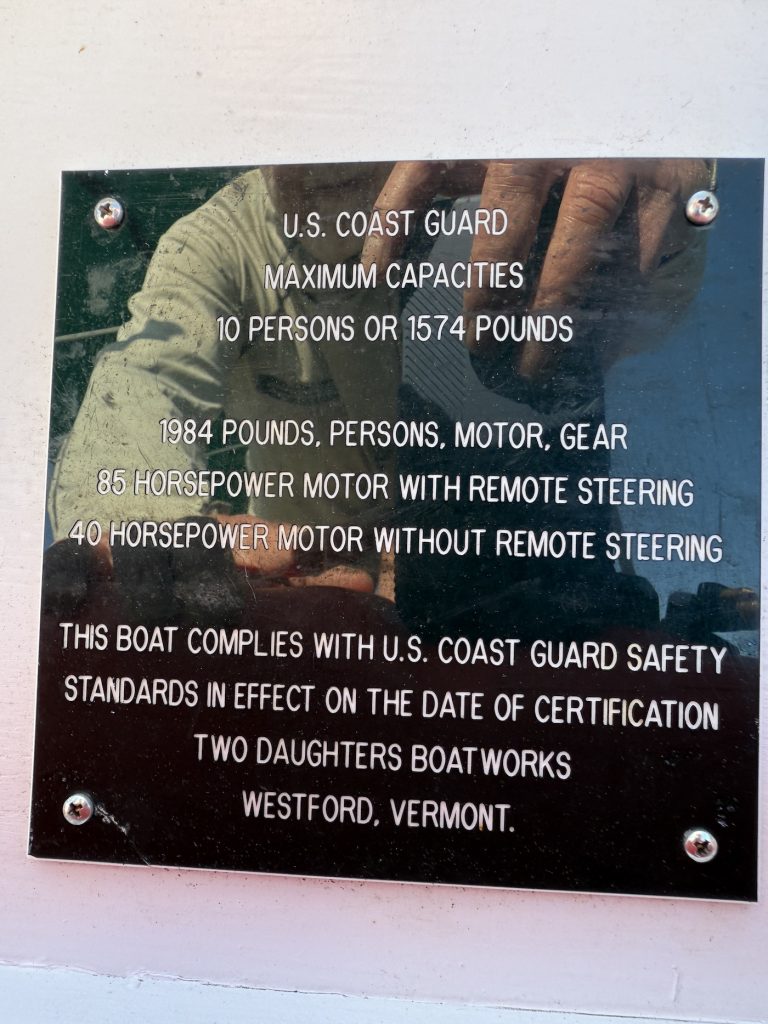 U.S. COAST GUARD
MAXIMUM CAPACITIES
10 PERSONS OR 1574 POUNDS
1984 POUNDS, PERSONS, MOTOR, GEAR
85 HORSEPOWER MOTOR WITH REMOTE STEERING
40 HORSEPOWER MOTOR WITHOUT REMOTE STEERING
THIS BOAT COMPLIES WITH U.S. COAST GUARD SAFETY
STANDARDS IN EFFECT ON THE DATE OF CERTIFICATION
TWO DAUGHTERS BOATWORKS
WESTFORD, VERMONT.